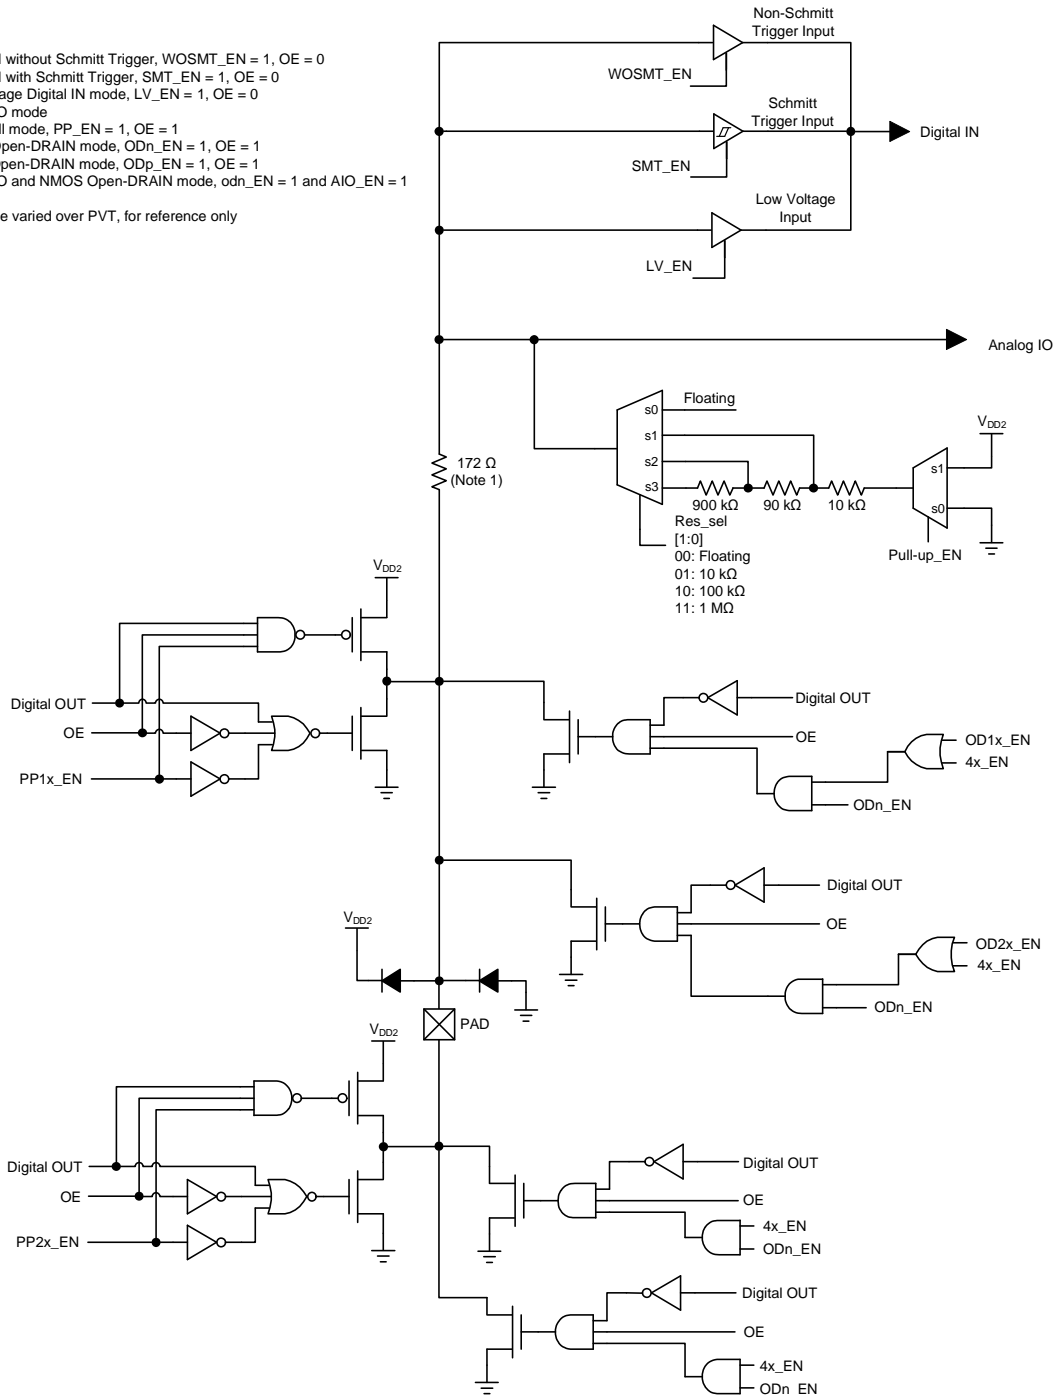 Non-Schmitt
Trigger Input
without Schmitt Trigger, WOSMT_EN = 1, OE = 0
with Schmitt Trigger, SMT_EN = 1, OE = 0
age Digital IN mode, LV_EN = 1, OE = 0
O mode
ll mode, PP_EN = 1, OE = 1
pen-DRAIN mode, ODn_EN = 1, OE = 1
pen-DRAIN mode, ODp_EN = 1, OE = 1
O and NMOS Open-DRAIN mode, odn_EN = 1 and AIO_EN = 1
e varied over PVT, for reference only
WOSMT_EN
Schmitt
Trigger Input
Digital IN
SMT_EN
Low Voltage
Input
LV_EN
Analog IO
Floating
s0
s1
s2
s3
VDD2
s1
s0
172 Ω
(Note 1)
900 kΩ
90 kΩ
10 kΩ
Res_sel
[1:0]
00: Floating
01: 10 kΩ
10: 100 kΩ
11: 1 MΩ
Pull-up_EN
VDD2
Digital OUT
OE
PP1x_EN
Digital OUT
OE
OD1x_EN
4x_EN
ODn_EN
Digital OUT
OE
OD2x_EN
4x_EN
ODn_EN
VDD2
PAD
VDD2
Digital OUT
OE
PP2x_EN
Digital OUT
OE
4x_EN
ODn_EN
Digital OUT
OE
4x_EN
ODn_EN